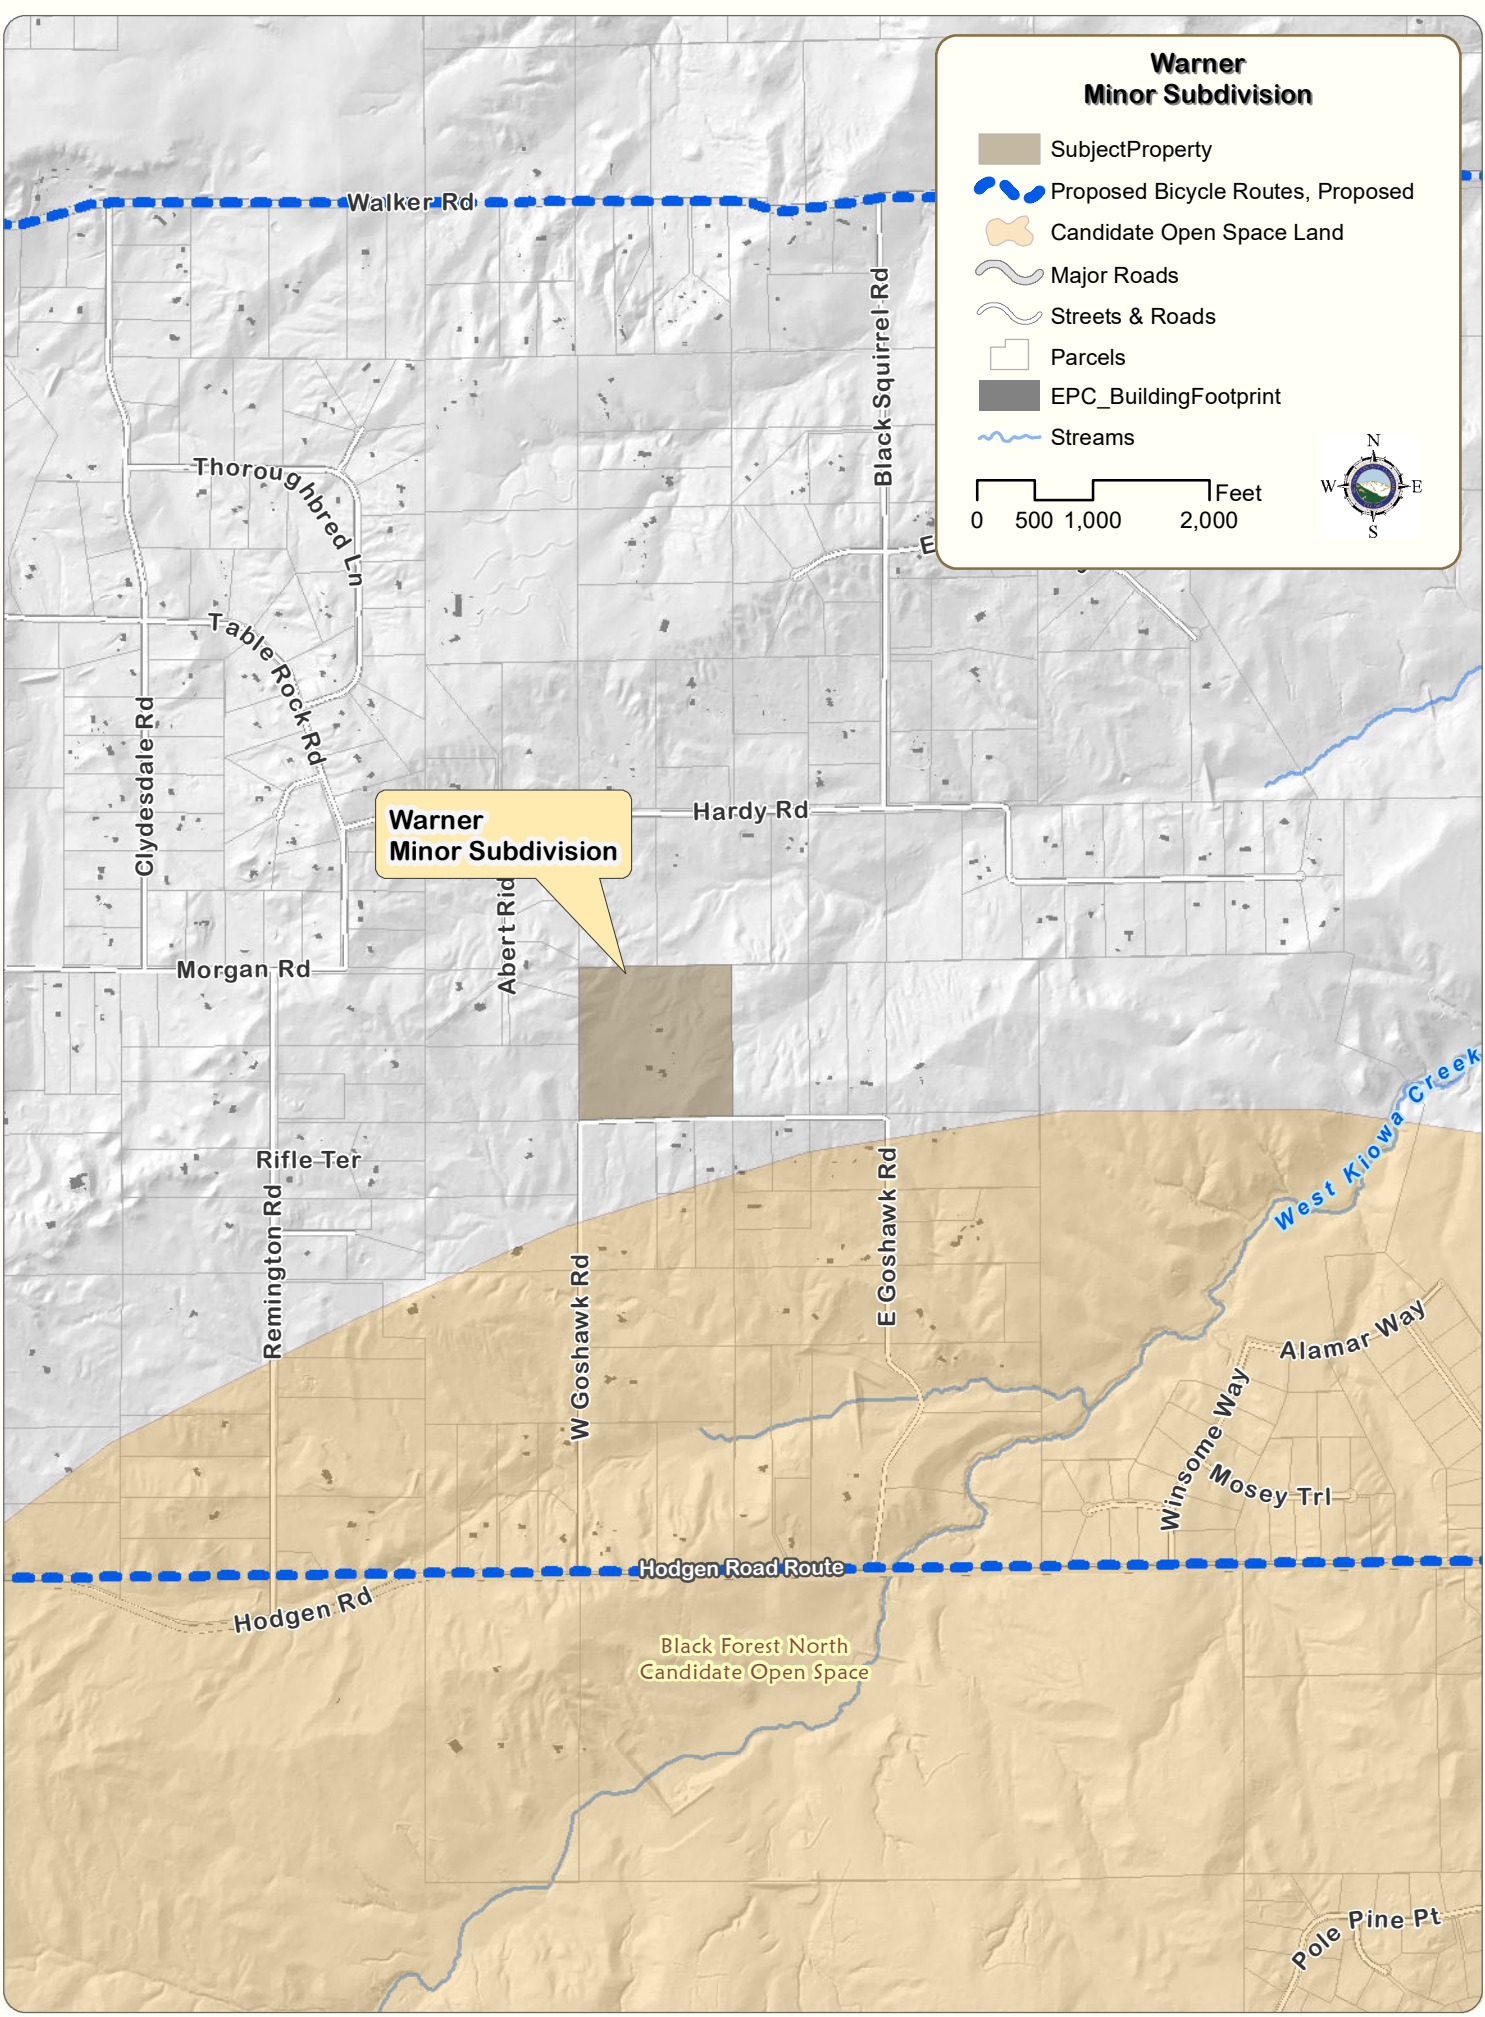 Warner
Minor Subdivision
SubjectProperty
Proposed Bicycle Routes, Proposed
Candidate Open Space Land
Major Roads
Streets & Roads
Parcels
EPC_BuildingFootprint
Streams
N
W
E
S
Feet
0 500 1,000 2,000
Walker Rd
Black Squirrel Rd
Thoroughbred Ln
E
Table Rock Rd
Clydesdale Rd
Hardy Rd
Warner
Minor Subdivision
Abert Rid
Morgan Rd
West Kiowa Creek
Rifle Ter
Remington Rd
E Goshawk Rd
W Goshawk Rd
Alamar Way
Winsome Way
Mosey Trl
Hodgen Road Route
Hodgen Rd
Black Forest North
Candidate Open Space
Pole Pine Pt